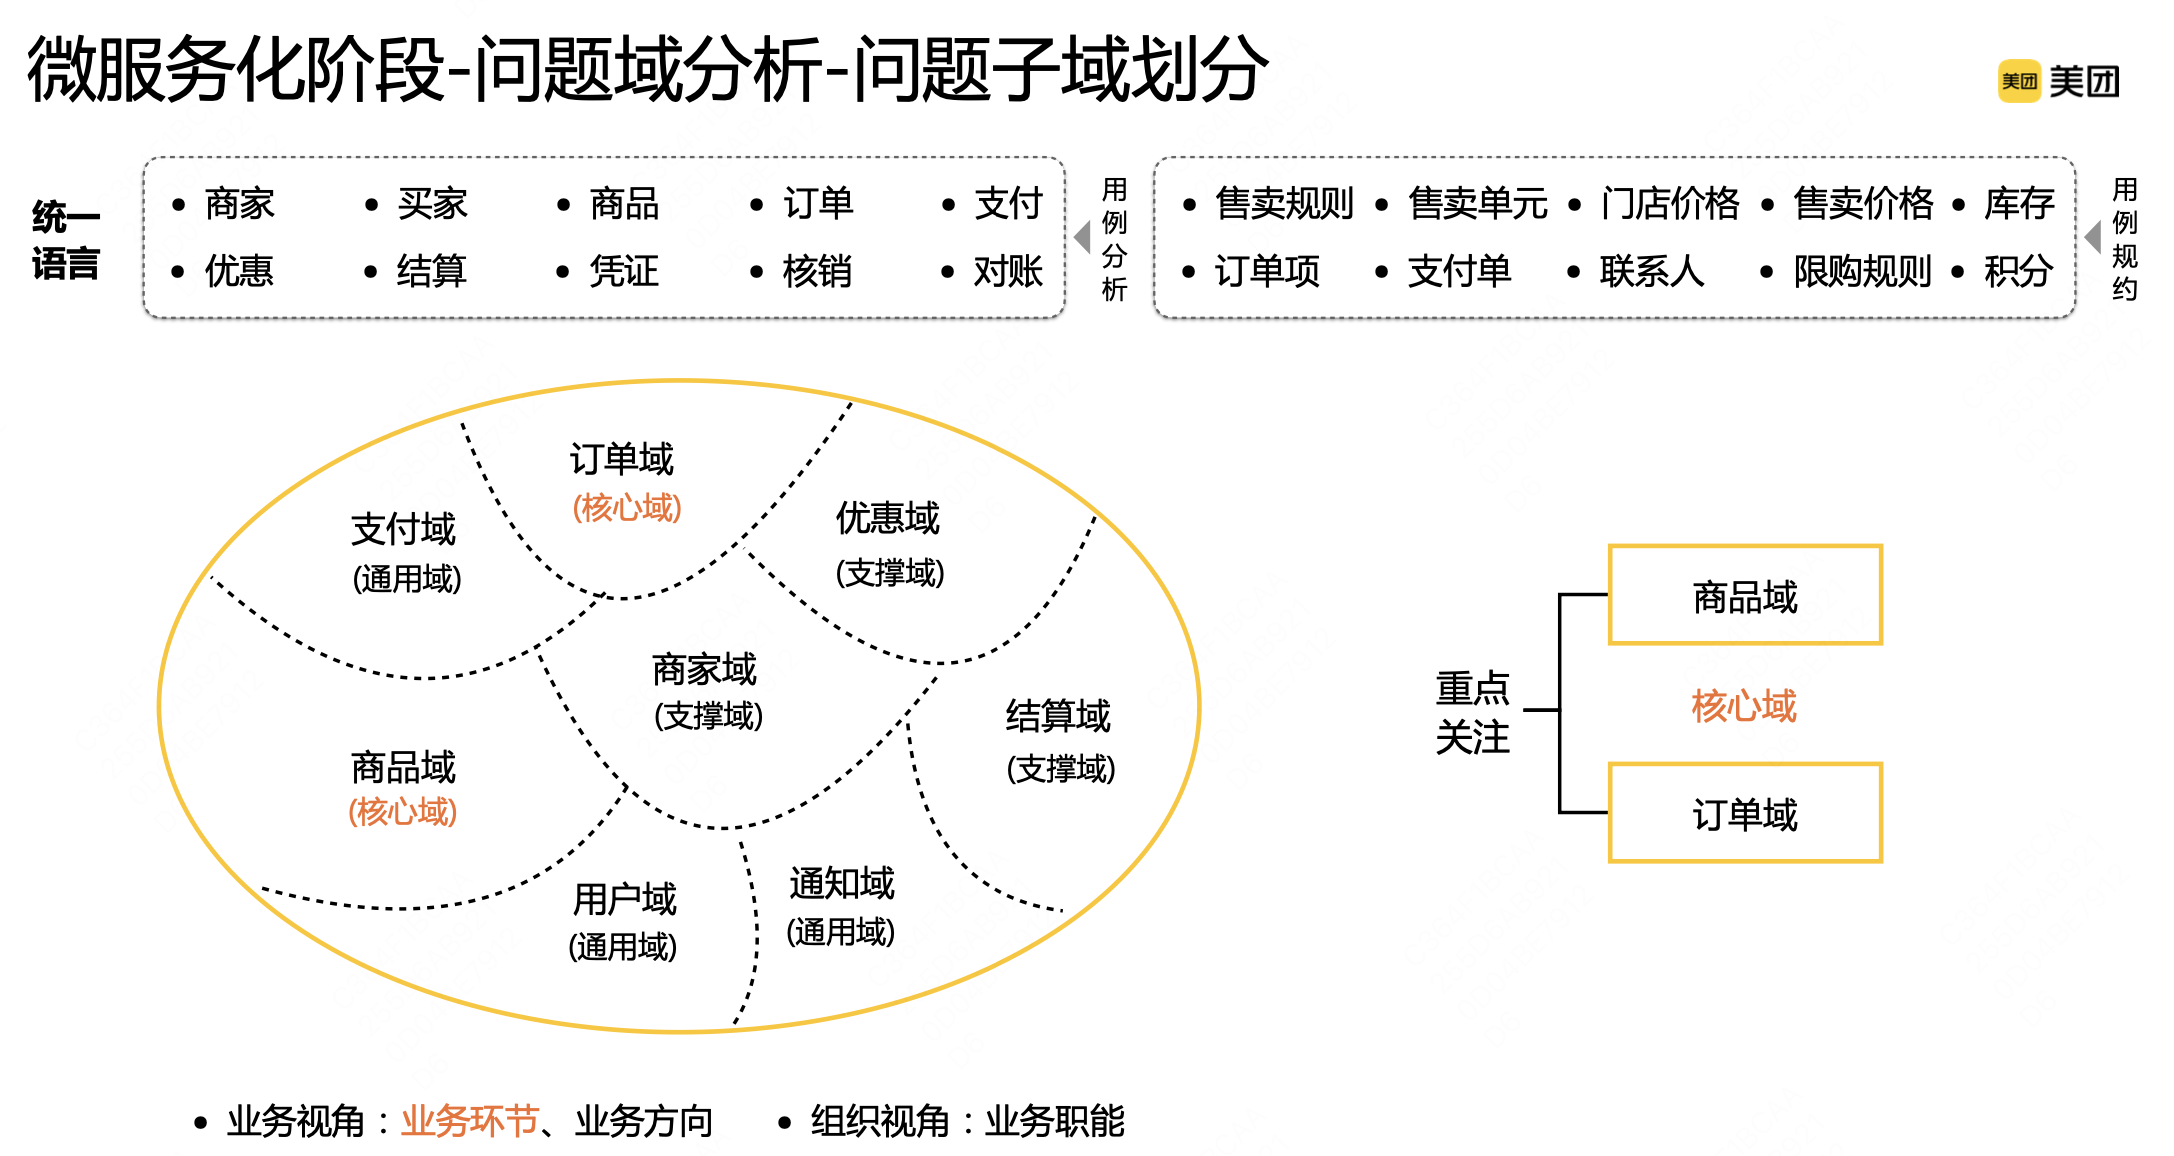 微服务化阶段-问题域分析-问题子域划分
美团 美团
统一
语言
• 商家 • 买家 • 商品 • 订单 • 支付
• 优惠 • 结算 • 凭证 • 核销 • 对账
用例分析
• 售卖规则 • 售卖单元 • 门店价格 • 售卖价格 • 库存
• 订单项 • 支付单 • 联系人 • 限购规则 • 积分
用例规约
订单域
(核心域)
支付域
(通用域)
优惠域
(支撑域)
商家域
(支撑域)
结算域
(支撑域)
商品域
(核心域)
用户域
(通用域)
通知域
(通用域)
重点
关注
商品域
核心域
订单域
• 业务视角：业务环节、业务方向 • 组织视角：业务职能